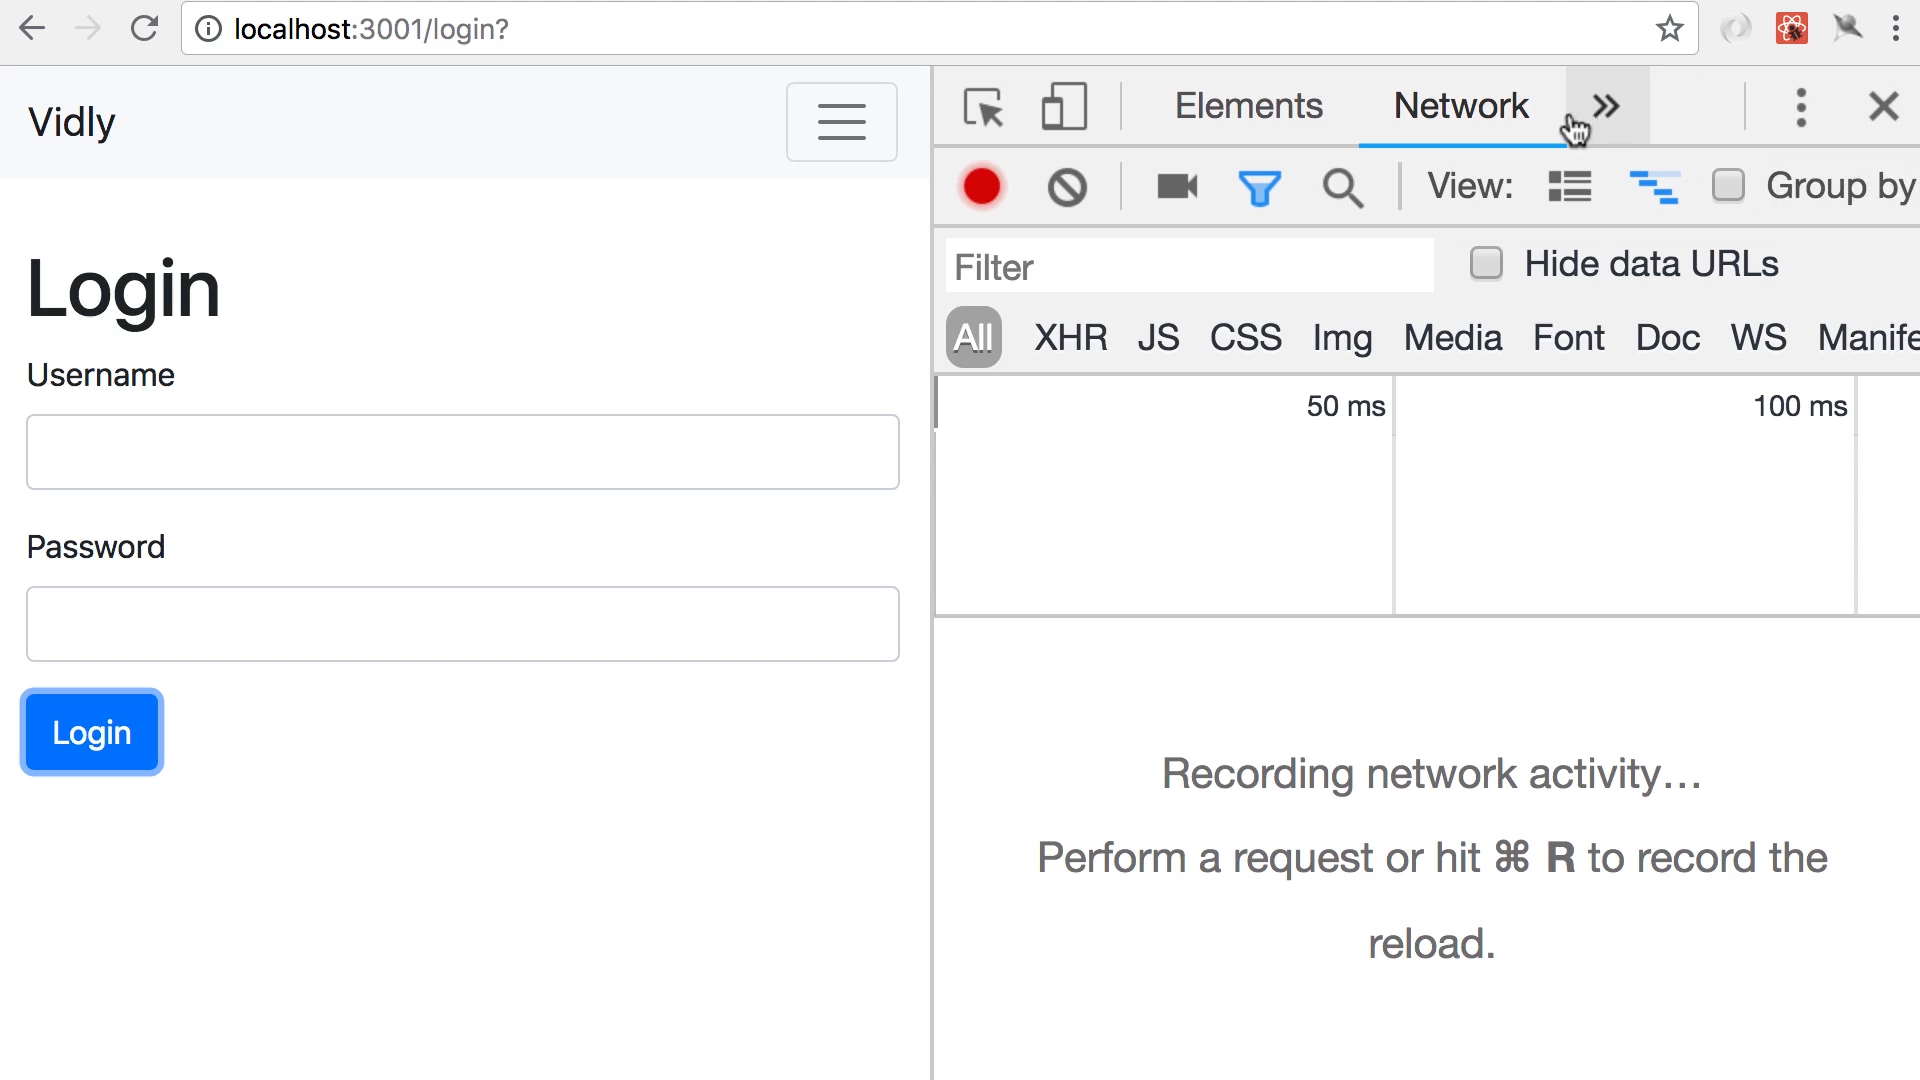 localhost:3001/login?
Vidly
Elements Network
View: Group by
Filter Hide data URLs
All XHR JS CSS Img Media Font Doc WS Manife
50 ms 100 ms
Login
Username
Password
Login
Recording network activity…
Perform a request or hit ⌘ R to record the
reload.